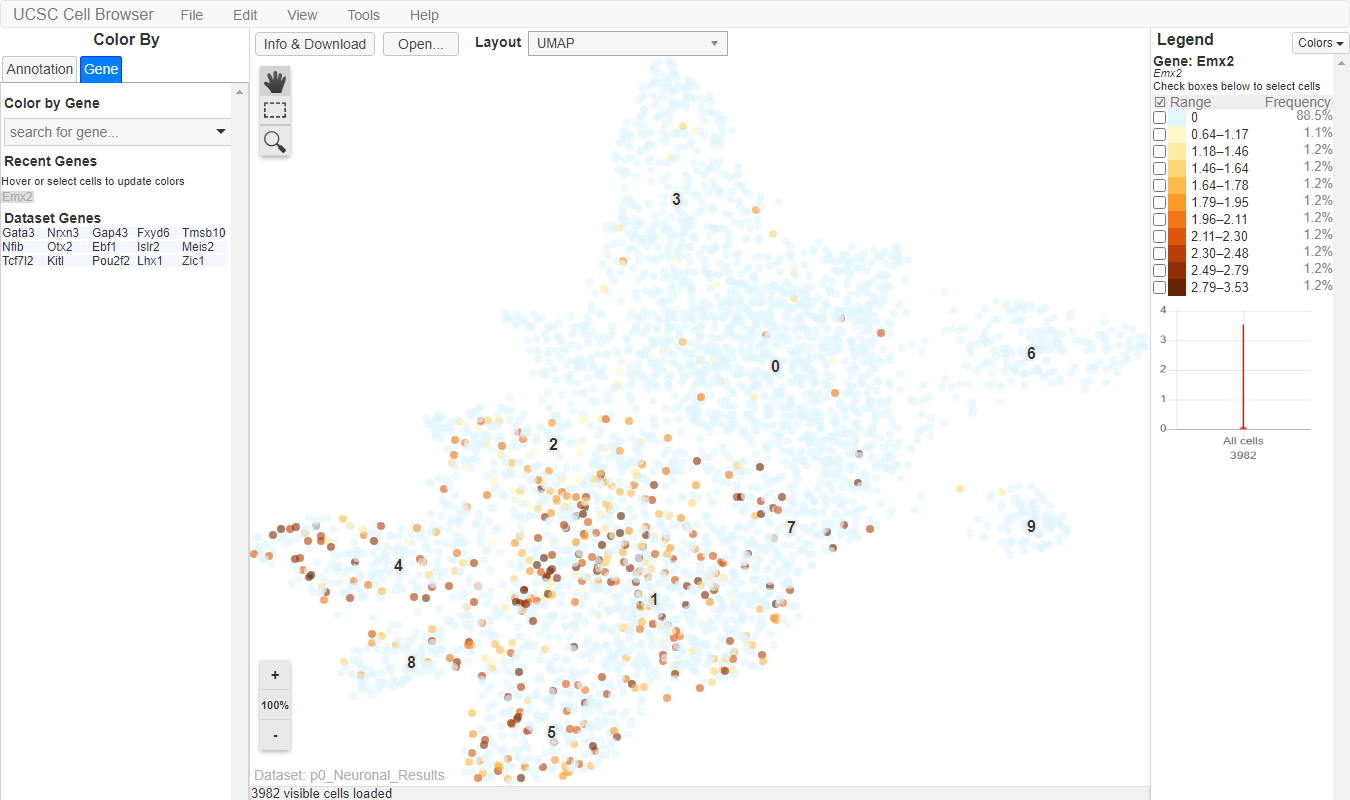 UCSC Cell Browser File Edit View Tools Help
Color By
Annotation Gene
Color by Gene
search for gene...
Recent Genes
Hover or select cells to update colors
Emx2
Dataset Genes
Gata3 Nrxn3 Gap43 Fxyd6 Tmsb10
Nfib Otx2 Ebf1 Islr2 Meis2
Tcf7l2 Kitl Pou2f2 Lhx1 Zic1
Info & Download Open... Layout UMAP
3
0
6
2
7
9
4
1
8
5
+
100%
-
Dataset: p0_Neuronal_Results
3982 visible cells loaded
Legend Colors
Gene: Emx2
Emx2
Check boxes below to select cells
Range Frequency
0 88.5%
0.64–1.17 1.1%
1.18–1.46 1.2%
1.46–1.64 1.2%
1.64–1.78 1.2%
1.79–1.95 1.2%
1.96–2.11 1.2%
2.11–2.30 1.2%
2.30–2.48 1.2%
2.49–2.79 1.2%
2.79–3.53 1.2%
4
3
2
1
0
All cells
3982